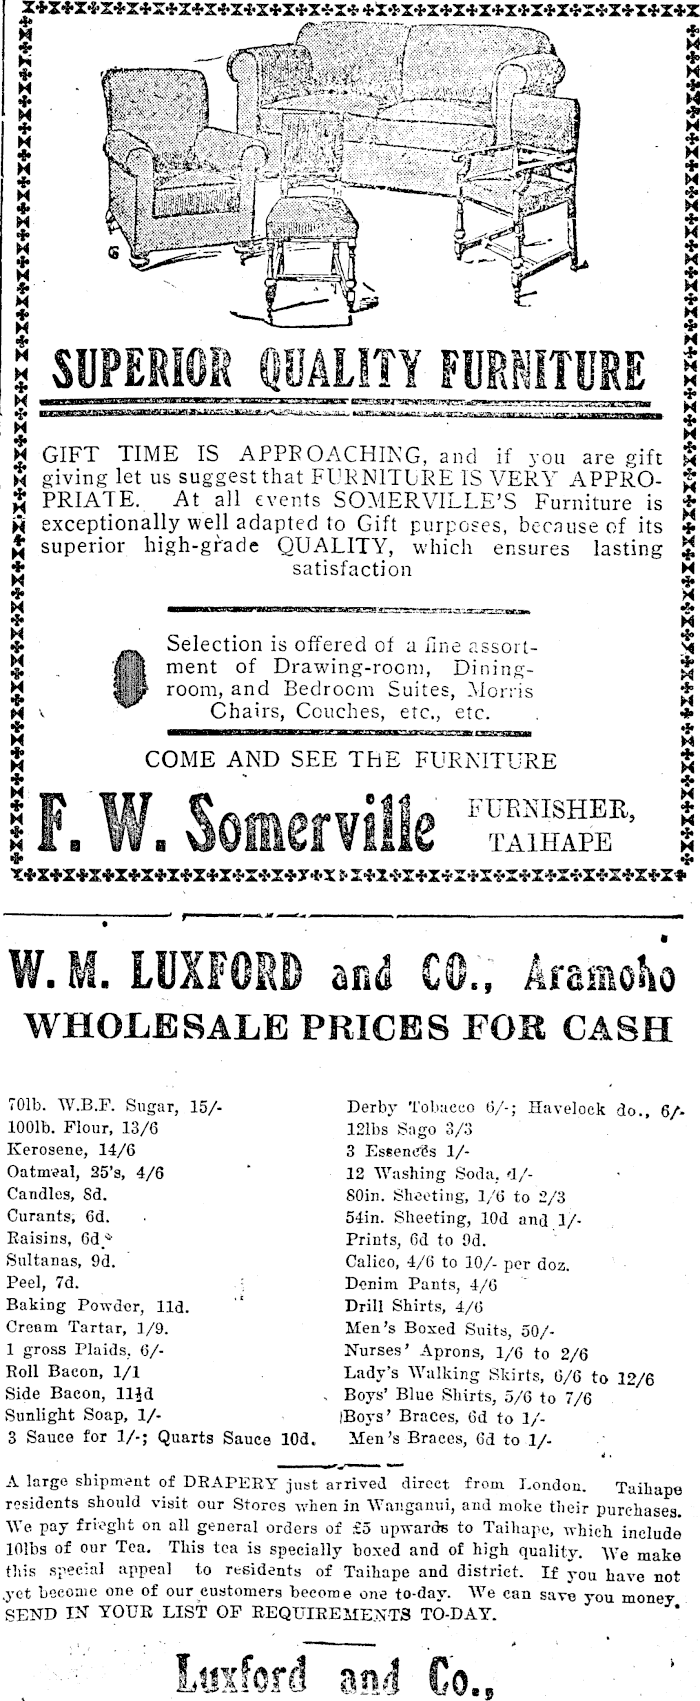 SUPERIOR QUALITY FURNITURE
GIFT TIME IS APPROACHING, and if you are gift
giving let us suggest that FURNITURE IS VERY APPRO-
PRIATE. At all events SOMERVILLE'S Furniture is
exceptionally well adapted to Gift purposes, because of its
superior high-grade QUALITY, which ensures lasting
satisfaction
Selection is offered of a fine assort-
ment of Drawing-room, Dining-
room, and Bedroom Suites, Morris
Chairs, Couches, etc., etc.
COME AND SEE THE FURNITURE
F. W. Somerville FURNISHER,
TAIHAPE
W. M. LUXFORD and CO., Aramoho
WHOLESALE PRICES FOR CASH
70lb. W.B.F. Sugar, 15/-
100lb. Flour, 13/6
Kerosene, 14/6
Oatmeal, 25's, 4/6
Candles, 8d.
Curants, 6d.
Raisins, 6d.
Sultanas, 9d.
Peel, 7d.
Baking Powder, 11d.
Cream Tartar, 1/9.
1 gross Plaids, 6/-
Roll Bacon, 1/1
Side Bacon, 11½d
Sunlight Soap, 1/-
3 Sauce for 1/-; Quarts Sauce 10d.
Derby Tobacco 6/-; Havelock do., 6/-
12lbs Sago 3/3
3 Essences 1/-
12 Washing Soda, 1/-
80in. Sheeting, 1/6 to 2/3
54in. Sheeting, 10d and 1/-
Prints, 6d to 9d.
Calico, 4/6 to 10/- per doz.
Denim Pants, 4/6
Drill Shirts, 4/6
Men's Boxed Suits, 50/-
Nurses' Aprons, 1/6 to 2/6
Lady's Walking Skirts, 6/6 to 12/6
Boys' Blue Shirts, 5/6 to 7/6
Boys' Braces, 6d to 1/-
Men's Braces, 6d to 1/-
A large shipment of DRAPERY just arrived direct from London. Taihape
residents should visit our Stores when in Wanganui, and moke their purchases.
We pay frieght on all general orders of £5 upwards to Taihape, which include
10lbs of our Tea. This tea is specially boxed and of high quality. We make
this special appeal to residents of Taihape and district. If you have not
yet become one of our customers become one to-day. We can save you money.
SEND IN YOUR LIST OF REQUIREMENTS TO-DAY.
Luxford and Co.,